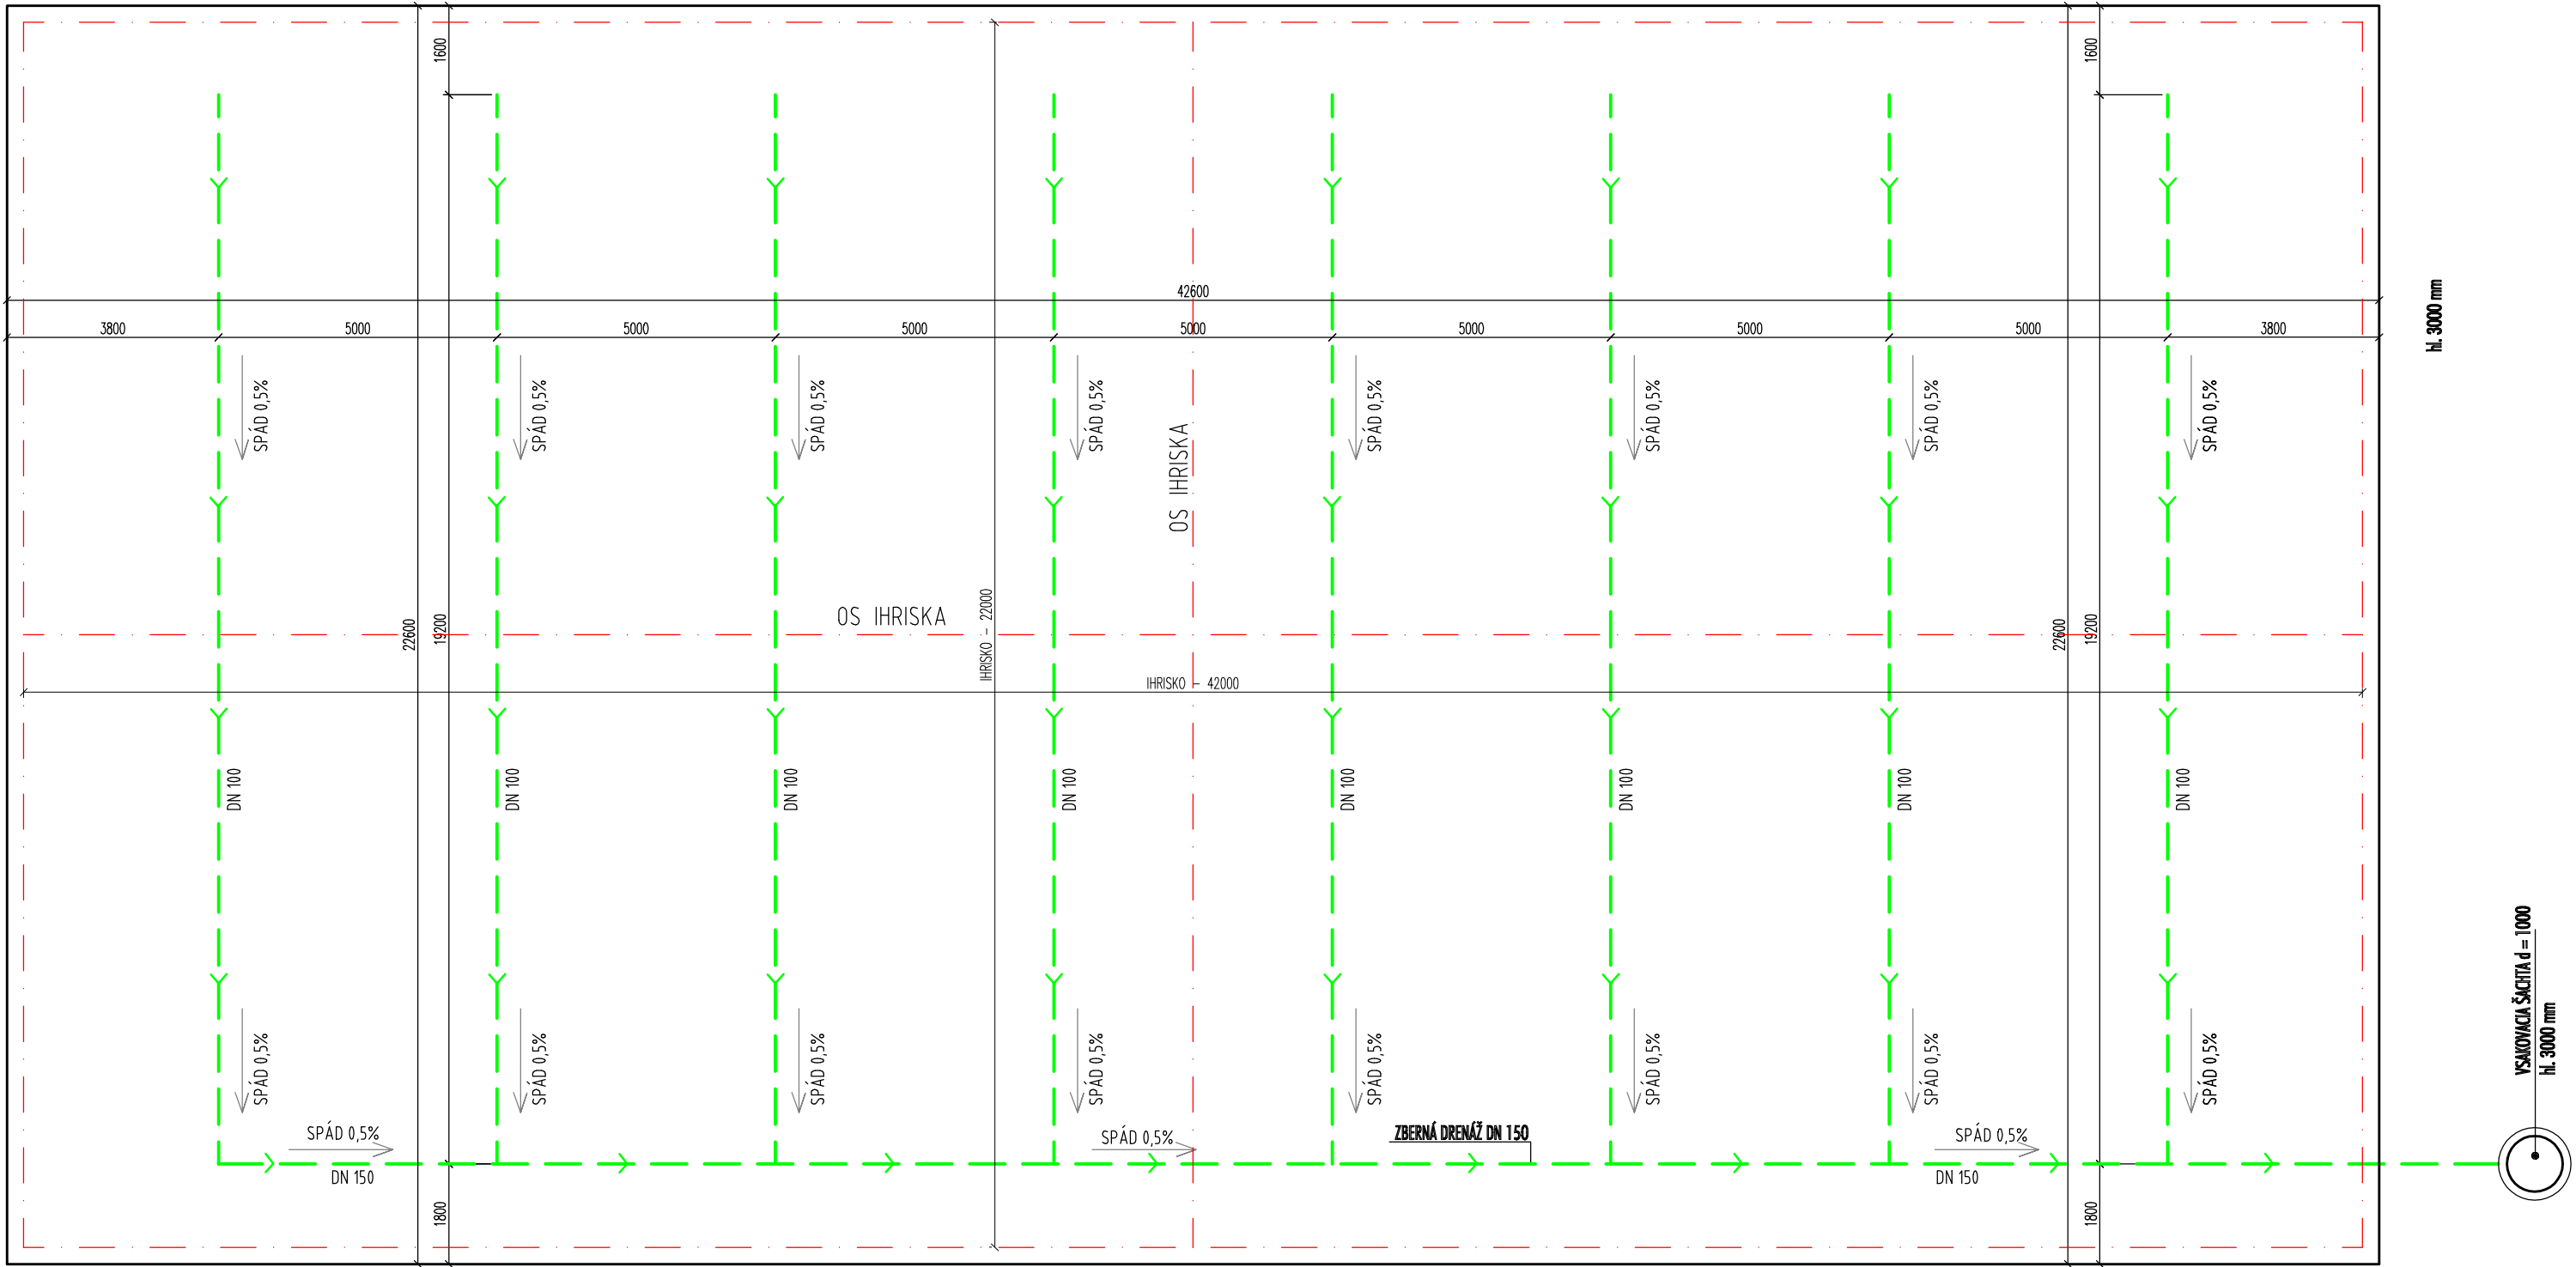 1600
1600
42600
3800
5000
5000
5000
5000
5000
5000
5000
3800
hl. 3000 mm
SPÁD 0,5%
SPÁD 0,5%
SPÁD 0,5%
SPÁD 0,5%
SPÁD 0,5%
SPÁD 0,5%
SPÁD 0,5%
SPÁD 0,5%
OS IHRISKA
OS IHRISKA
22600
19200
IHRISKO - 22000
22600
19200
IHRISKO - 42000
DN 100
DN 100
DN 100
DN 100
DN 100
DN 100
DN 100
DN 100
SPÁD 0,5%
SPÁD 0,5%
SPÁD 0,5%
SPÁD 0,5%
SPÁD 0,5%
SPÁD 0,5%
SPÁD 0,5%
SPÁD 0,5%
VSAKOVACIA ŠACHTA d = 1000
hl. 3000 mm
SPÁD 0,5%
SPÁD 0,5%
ZBERNÁ DRENÁŽ DN 150
SPÁD 0,5%
DN 150
DN 150
1800
1800